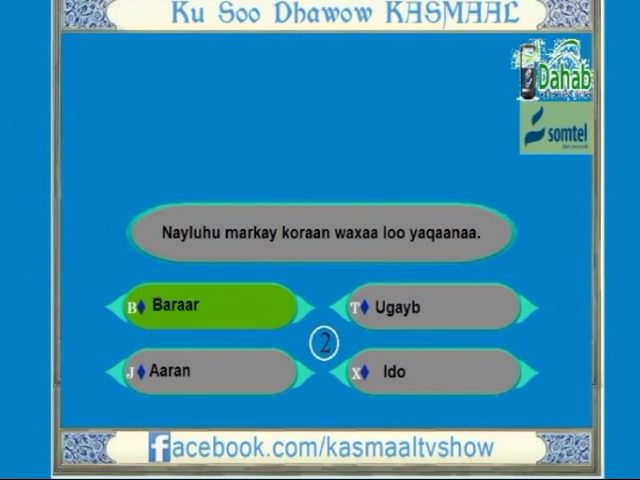 Ku Soo Dhawow KASMAAL
Dahab
somtel
Nayluhu markay koraan waxaa loo yaqaanaa.
B Baraar
T Ugayb
2
J Aaran
X Ido
facebook.com/kasmaaltvshow